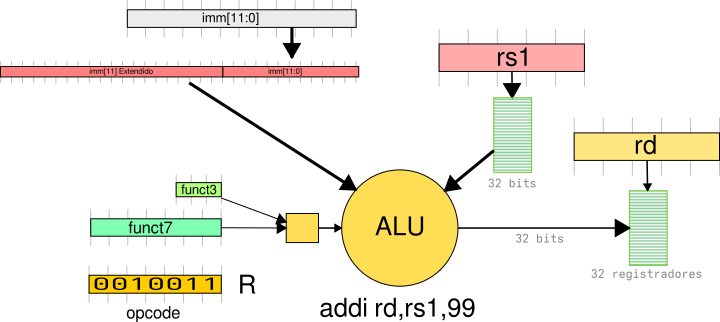 imm[11:0]
imm[11] Extendido
imm[11:0]
rs1
rd
32 bits
funct3
funct7
ALU
32 bits
32 registradores
0010011
R
opcode
addi rd,rs1,99